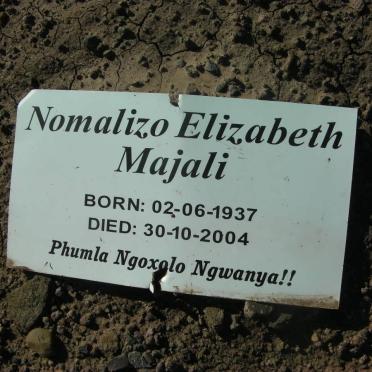 Nomalizo Elizabeth
Majali
BORN: 02-06-1937
DIED: 30-10-2004
Phumla Ngoxolo Ngwanya!!